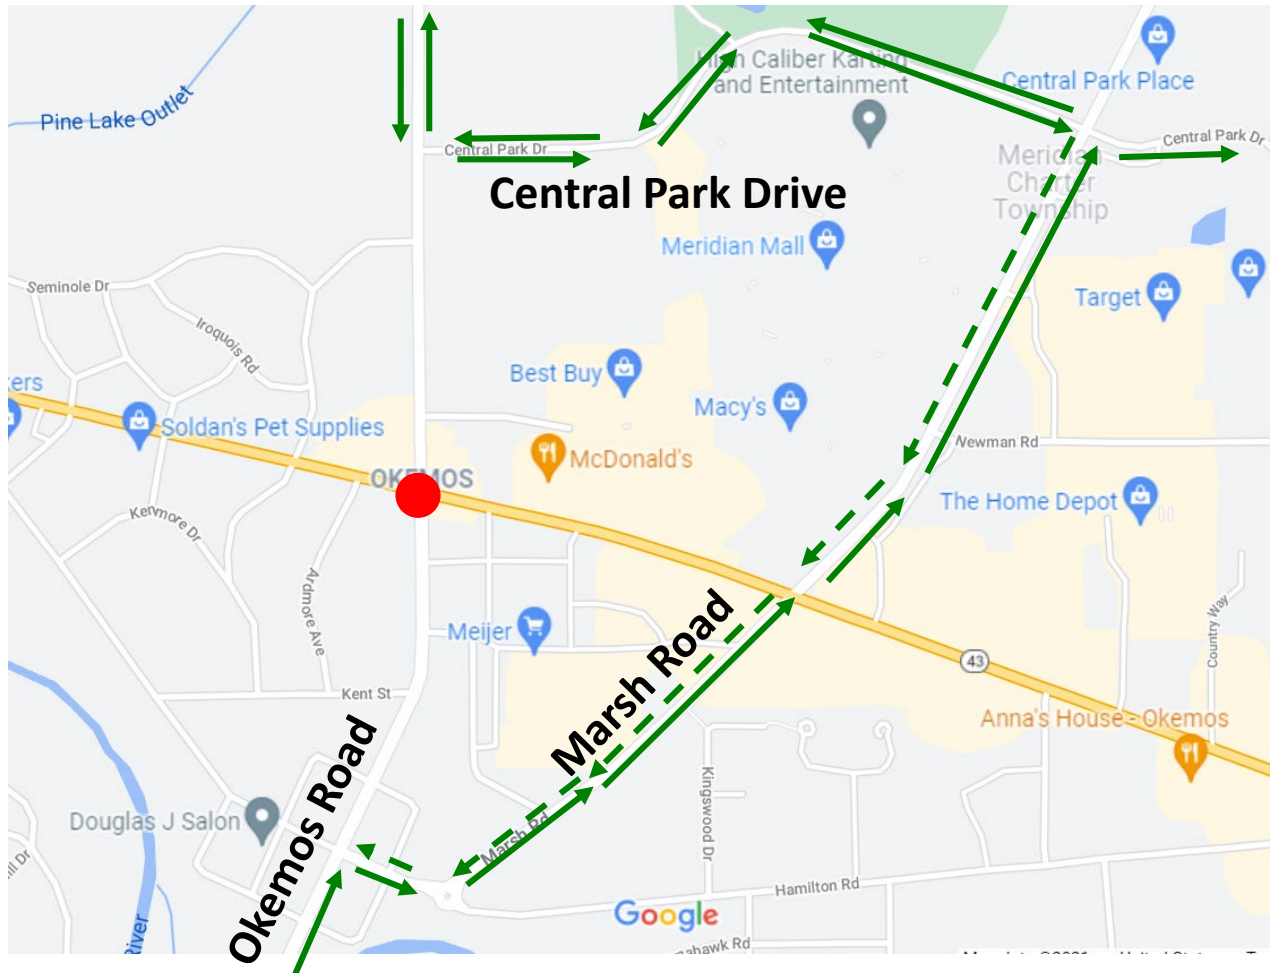 High Caliber Karting
and Entertainment
Central Park Place
Pine Lake Outlet
Central Park Dr
Central Park Dr
Meridian
Charter
Township
Central Park Drive
Meridian Mall
Seminole Dr
Target
Iroquois Rd
Best Buy
kers
Macy's
Soldan's Pet Supplies
Newman Rd
McDonald's
OKEMOS
The Home Depot
Kenmore Dr
Ardmore Ave
Marsh Road
Meijer
Country Way
43
Kent St
Anna's House - Okemos
Okemos Road
Kingswood Dr
Douglas J Salon
Marsh Rd
Hamilton Rd
Google
River